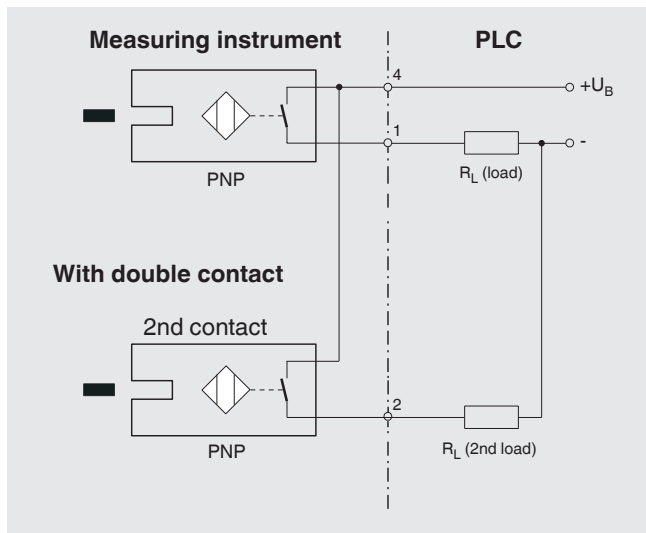 Measuring instrument
PLC
4
+U_B
1
-
PNP
R_L (load)
With double contact
2nd contact
2
PNP
R_L (2nd load)